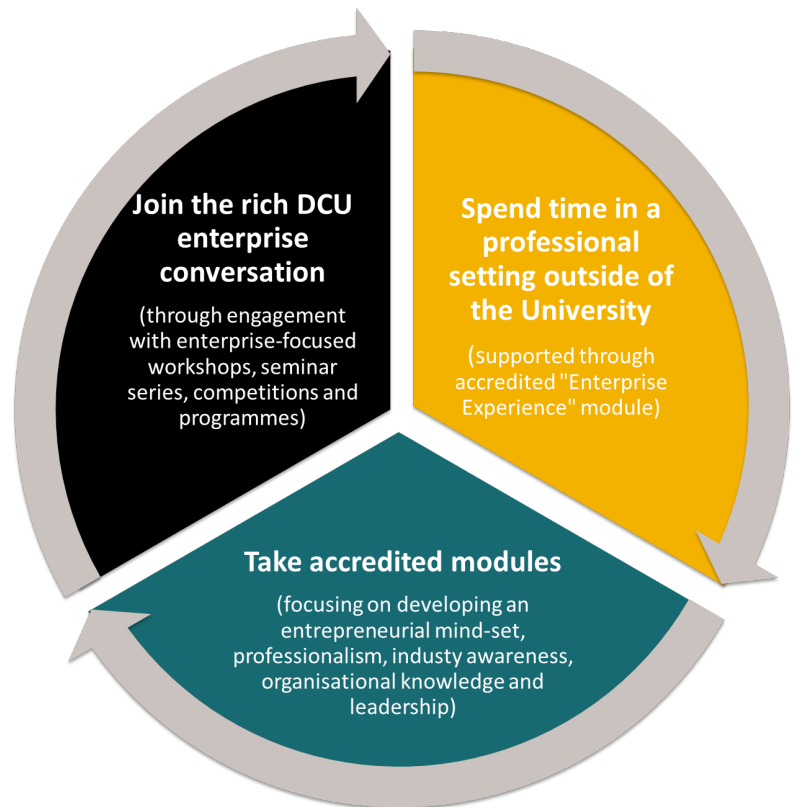 Join the rich DCU
enterprise
conversation
(through engagement
with enterprise-focused
workshops, seminar
series, competitions and
programmes)
Spend time in a
professional
setting outside of
the University
(supported through
accredited "Enterprise
Experience" module)
Take accredited modules
(focusing on developing an
entrepreneurial mind-set,
professionalism, industy awareness,
organisational knowledge and
leadership)